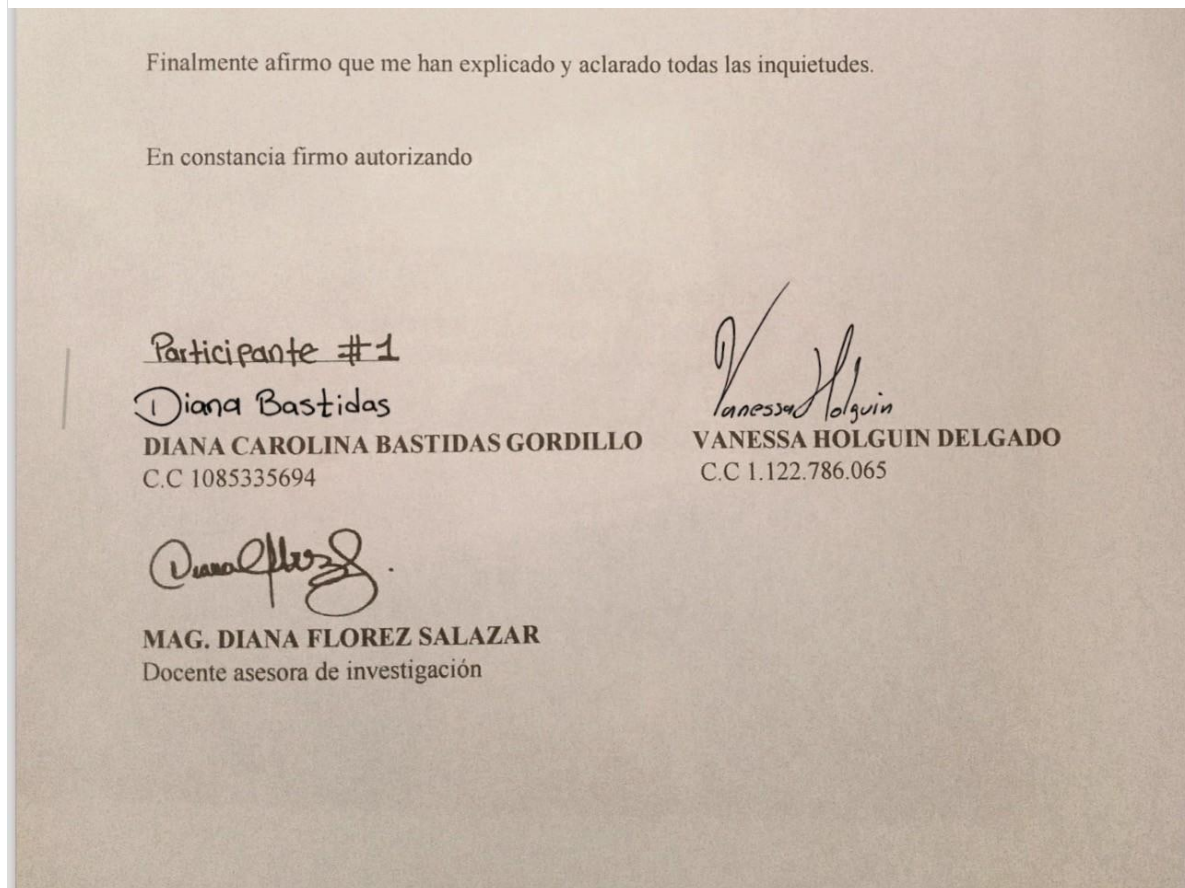 Finalmente afirmo que me han explicado y aclarado todas las inquietudes.
En constancia firmo autorizando
Participante #1
Diana Bastidas
DIANA CAROLINA BASTIDAS GORDILLO
C.C 1085335694
Vanessa Holguin
VANESSA HOLGUIN DELGADO
C.C 1.122.786.065
MAG. DIANA FLOREZ SALAZAR
Docente asesora de investigación